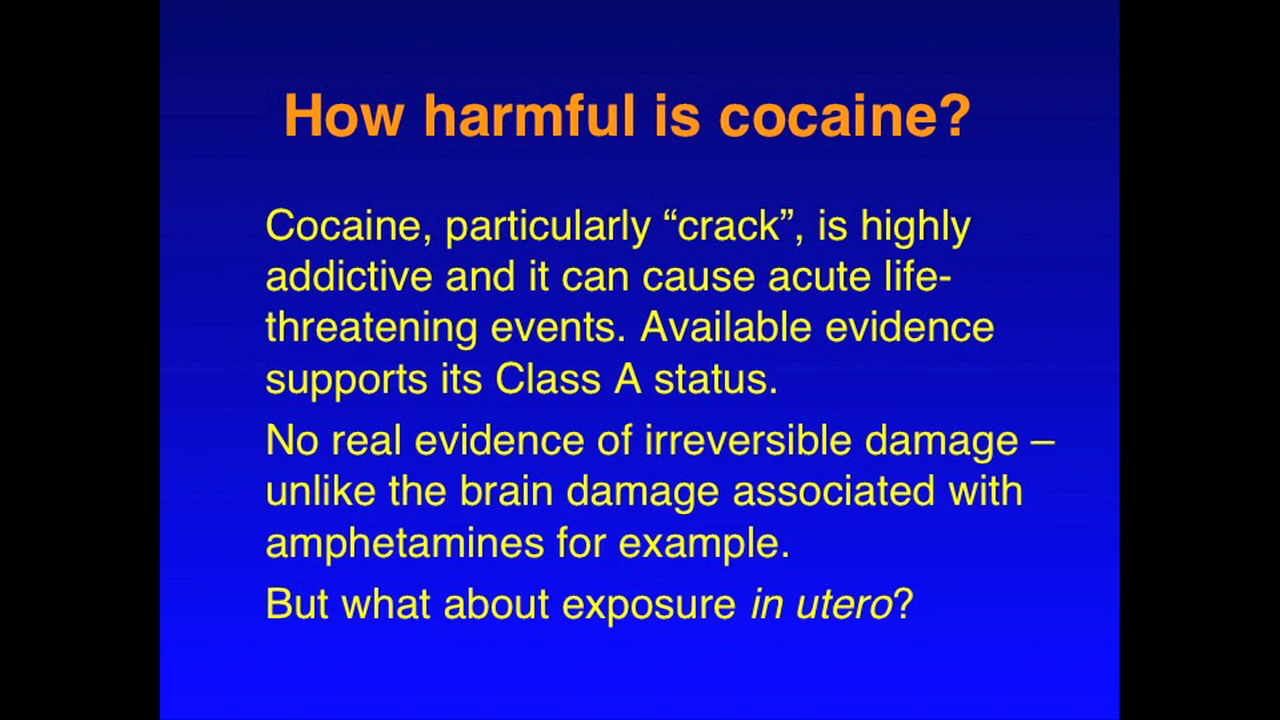 How harmful is cocaine?
Cocaine, particularly “crack”, is highly
addictive and it can cause acute life-
threatening events. Available evidence
supports its Class A status.
No real evidence of irreversible damage –
unlike the brain damage associated with
amphetamines for example.
But what about exposure in utero?